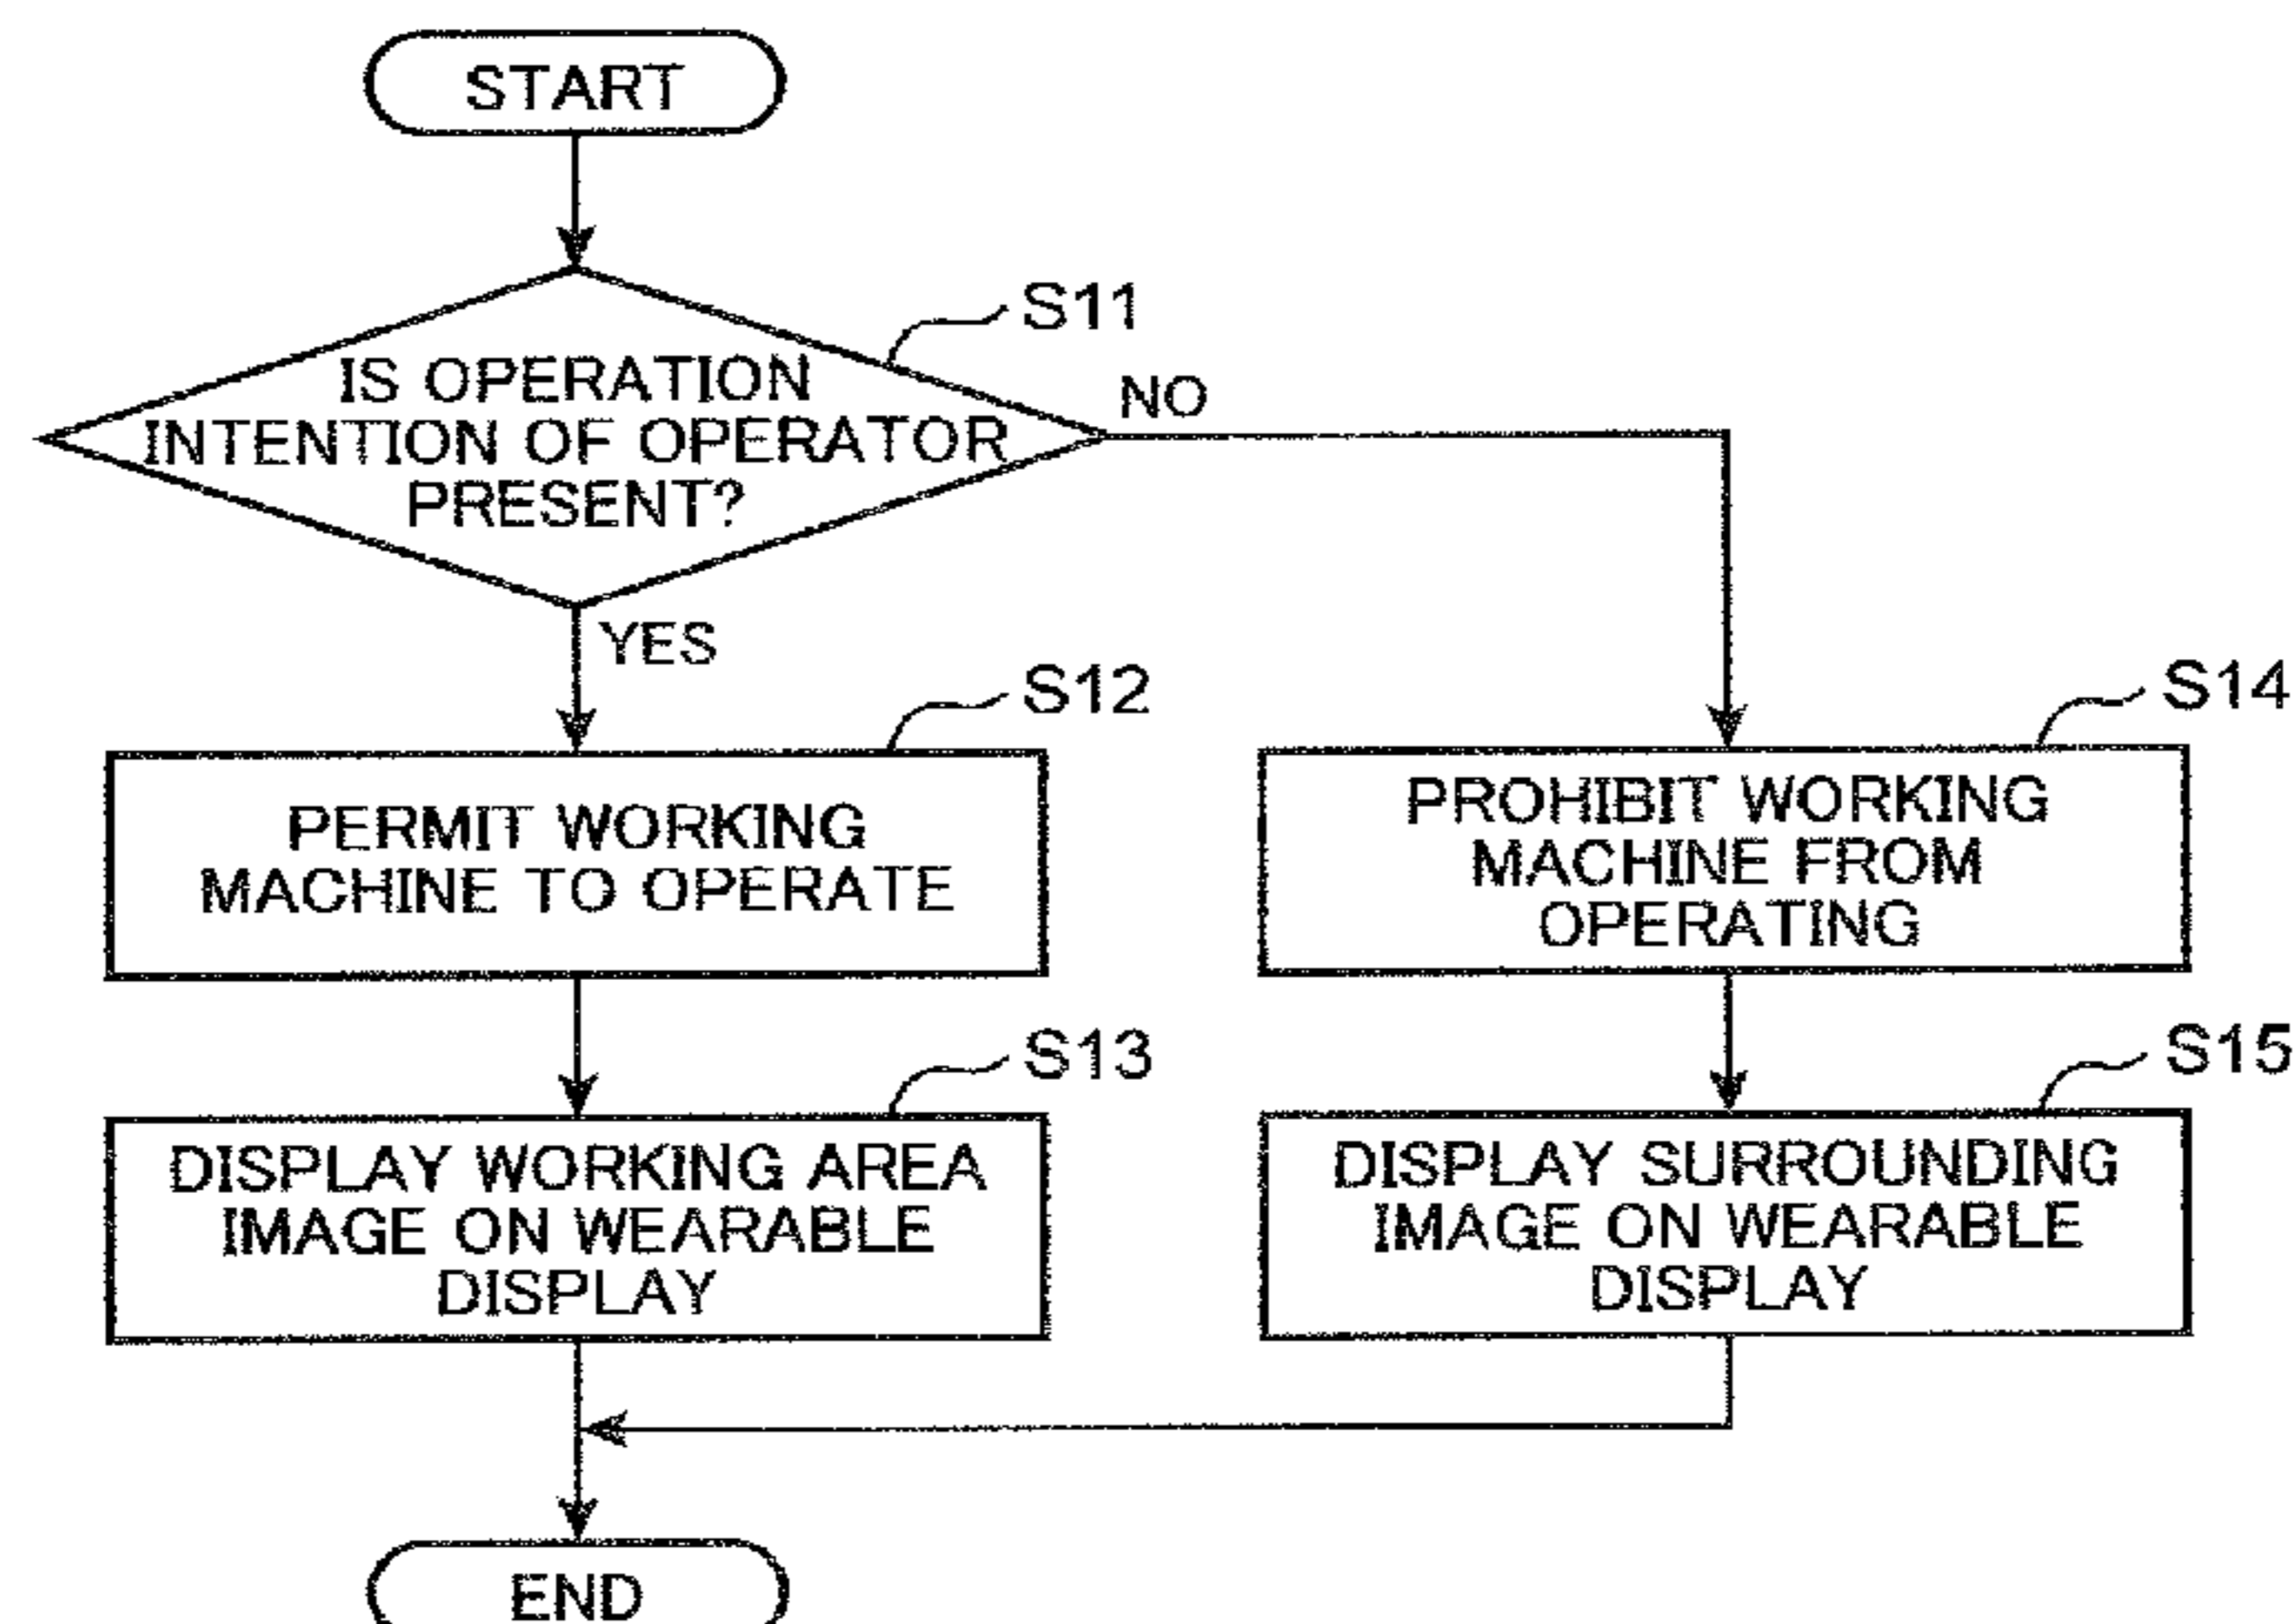 START
S11
IS OPERATION
INTENTION OF OPERATOR
PRESENT?
NO
YES
S12
PERMIT WORKING
MACHINE TO OPERATE
S14
PROHIBIT WORKING
MACHINE FROM
OPERATING
S13
DISPLAY WORKING AREA
IMAGE ON WEARABLE
DISPLAY
S15
DISPLAY SURROUNDING
IMAGE ON WEARABLE
DISPLAY
END